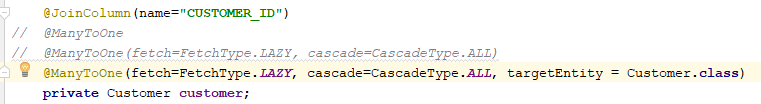 @JoinColumn(name="CUSTOMER_ID")
// @ManyToOne
// @ManyToOne(fetch=FetchType.LAZY, cascade=CascadeType.ALL)
@ManyToOne(fetch=FetchType.LAZY, cascade=CascadeType.ALL, targetEntity = Customer.class)
private Customer customer;